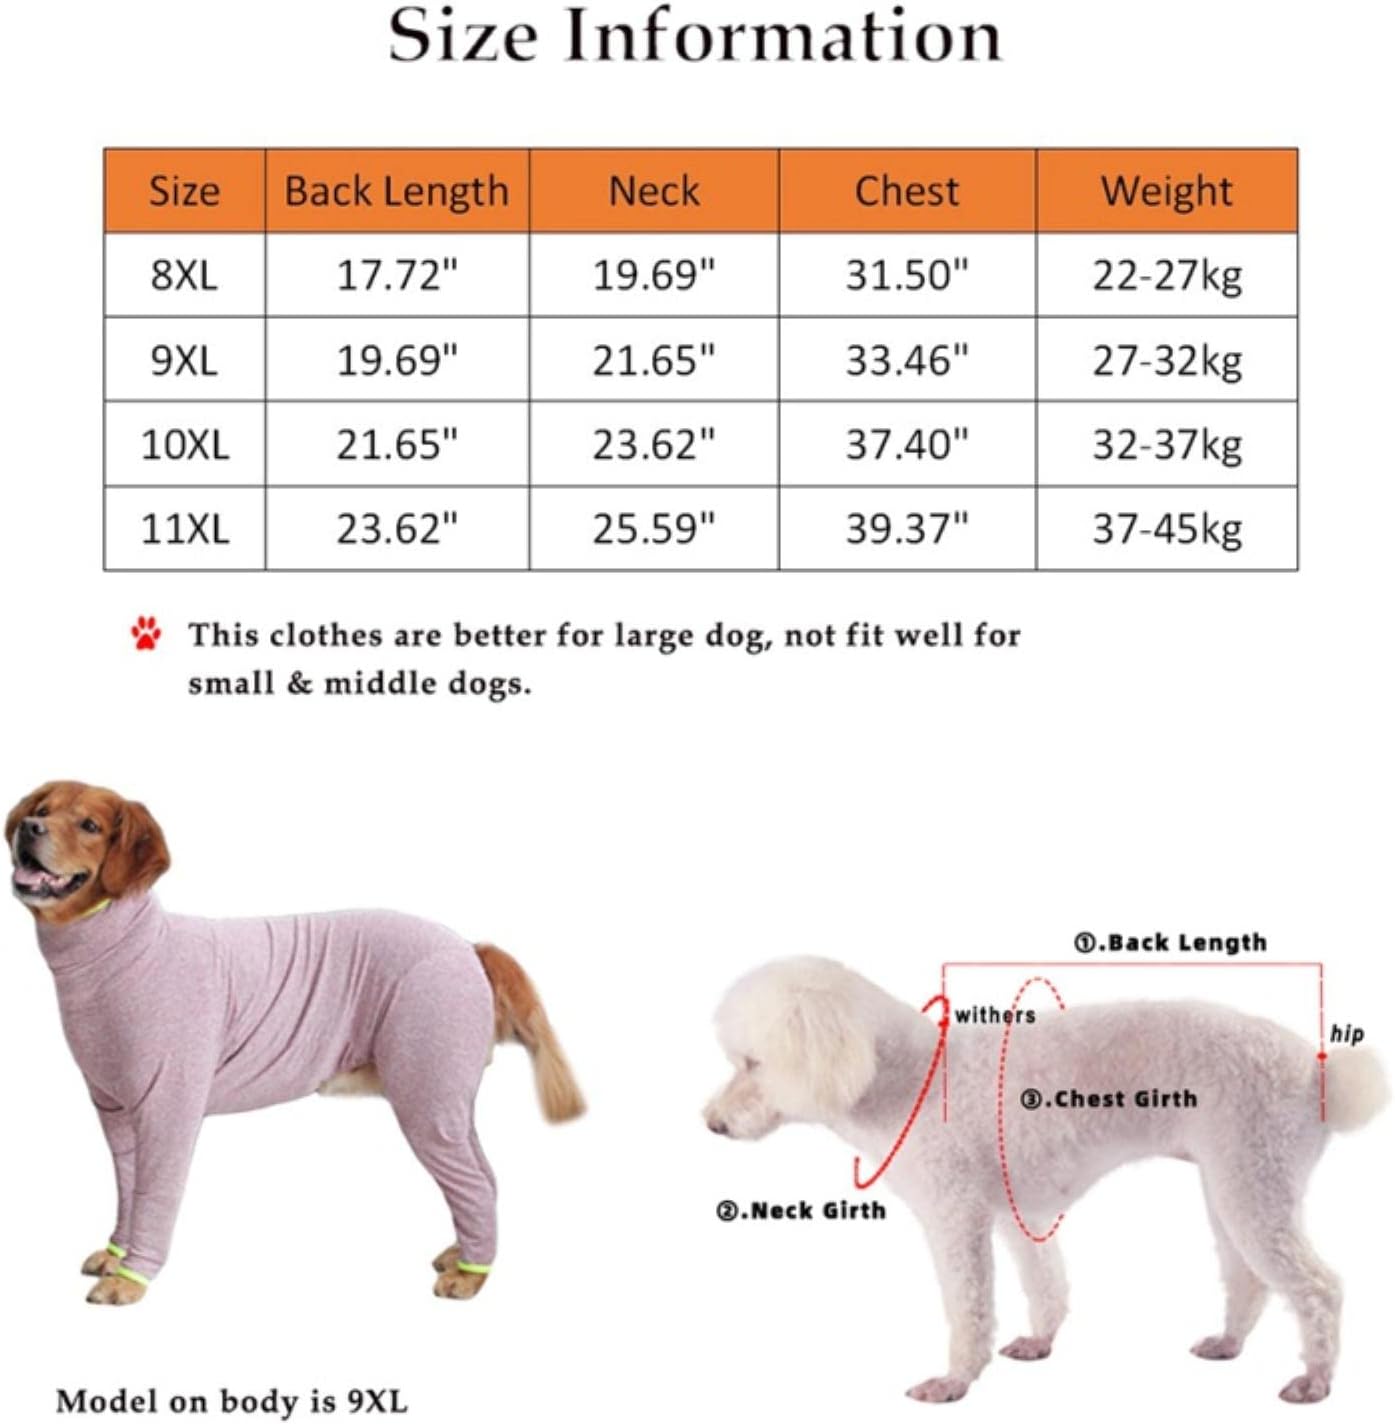 Size Information
Size Back Length Neck Chest Weight
8XL 17.72" 19.69" 31.50" 22-27kg
9XL 19.69" 21.65" 33.46" 27-32kg
10XL 21.65" 23.62" 37.40" 32-37kg
11XL 23.62" 25.59" 39.37" 37-45kg
This clothes are better for large dog, not fit well for
small & middle dogs.
①.Back Length
withers
hip
③.Chest Girth
②.Neck Girth
Model on body is 9XL